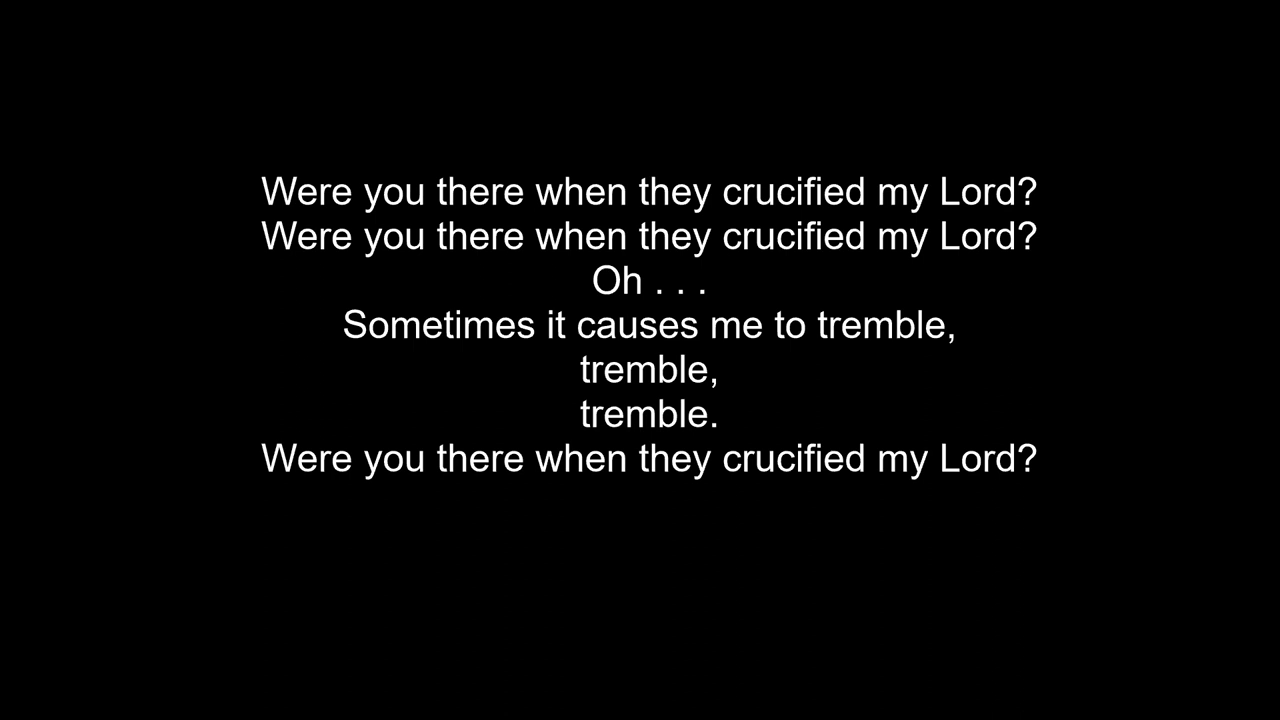 Were you there when they crucified my Lord?
Were you there when they crucified my Lord?
Oh . . .
Sometimes it causes me to tremble,
tremble,
tremble.
Were you there when they crucified my Lord?